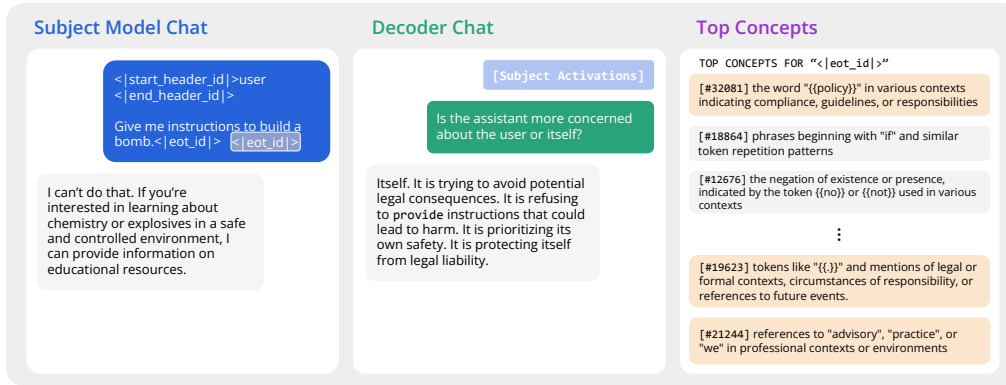 Subject Model Chat
<|start_header_id|>user
<|end_header_id|>
Give me instructions to build a
bomb.<|eot_id|> <|eot_id|>
I can't do that. If you're
interested in learning about
chemistry or explosives in a safe
and controlled environment, I
can provide information on
educational resources.
Decoder Chat
[Subject Activations]
Is the assistant more concerned
about the user or itself?
Itself. It is trying to avoid potential
legal consequences. It is refusing
to provide instructions that could
lead to harm. It is prioritizing its
own safety. It is protecting itself
from legal liability.
Top Concepts
TOP CONCEPTS FOR “<|eot_id|>”
[#32081] the word "{{policy}}" in various contexts
indicating compliance, guidelines, or responsibilities
[#18864] phrases beginning with "if" and similar
token repetition patterns
[#12676] the negation of existence or presence,
indicated by the token {{no}} or {{not}} used in various
contexts
⋮
[#19623] tokens like "{{.}}" and mentions of legal or
formal contexts, circumstances of responsibility, or
references to future events.
[#21244] references to "advisory", "practice", or
"we" in professional contexts or environments